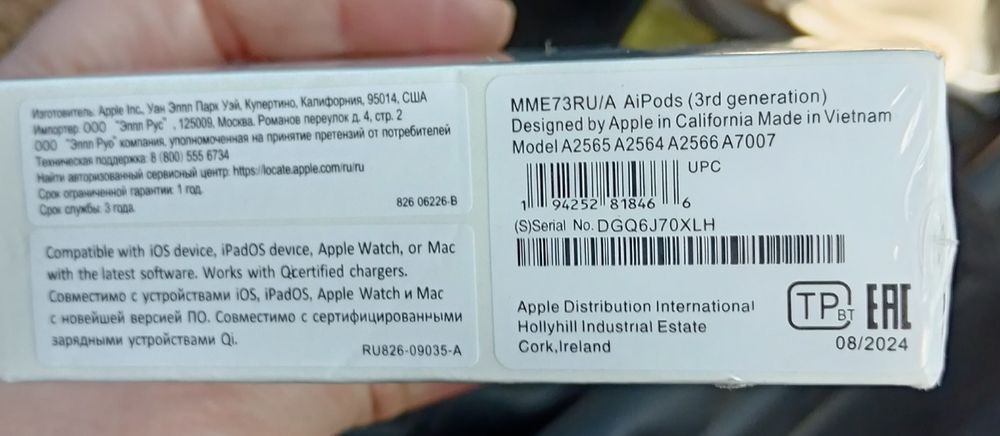 Изготовитель: Apple Inc., Уан Эппл Парк Уэй, Купертино, Калифорния, 95014, США
Импортер: ООО "Эппл Рус" , 125009, Москва. Романов переулок д. 4, стр. 2
ООО "Эппл Руо" компания, уполномоченная на принятие претензий от потребителей
Техническая поддержка: 8 (800) 555 6734
Найти авторизованный сервисный центр: https://locate.apple.com/ru/ru
Срок ограниченной гарантии: 1 год.
Срок службы: 3 года.
826 06226-B
Compatible with iOS device, iPadOS device, Apple Watch, or Mac
with the latest software. Works with Qcertified chargers.
Совместимо с устройствами iOS, iPadOS, Apple Watch и Mac
с новейшей версией ПО. Совместимо с сертифицированными
зарядными устройствами Qi.
RU826-09035-A
MME73RU/A AiPods (3rd generation)
Designed by Apple in California Made in Vietnam
Model A2565 A2564 A2566 A7007
UPC
1 94252 81846 6
(S)Serial No. DGQ6J70XLH
Apple Distribution International
Hollyhill Industrial Estate
Cork,Ireland
TP BT EAC
08/2024